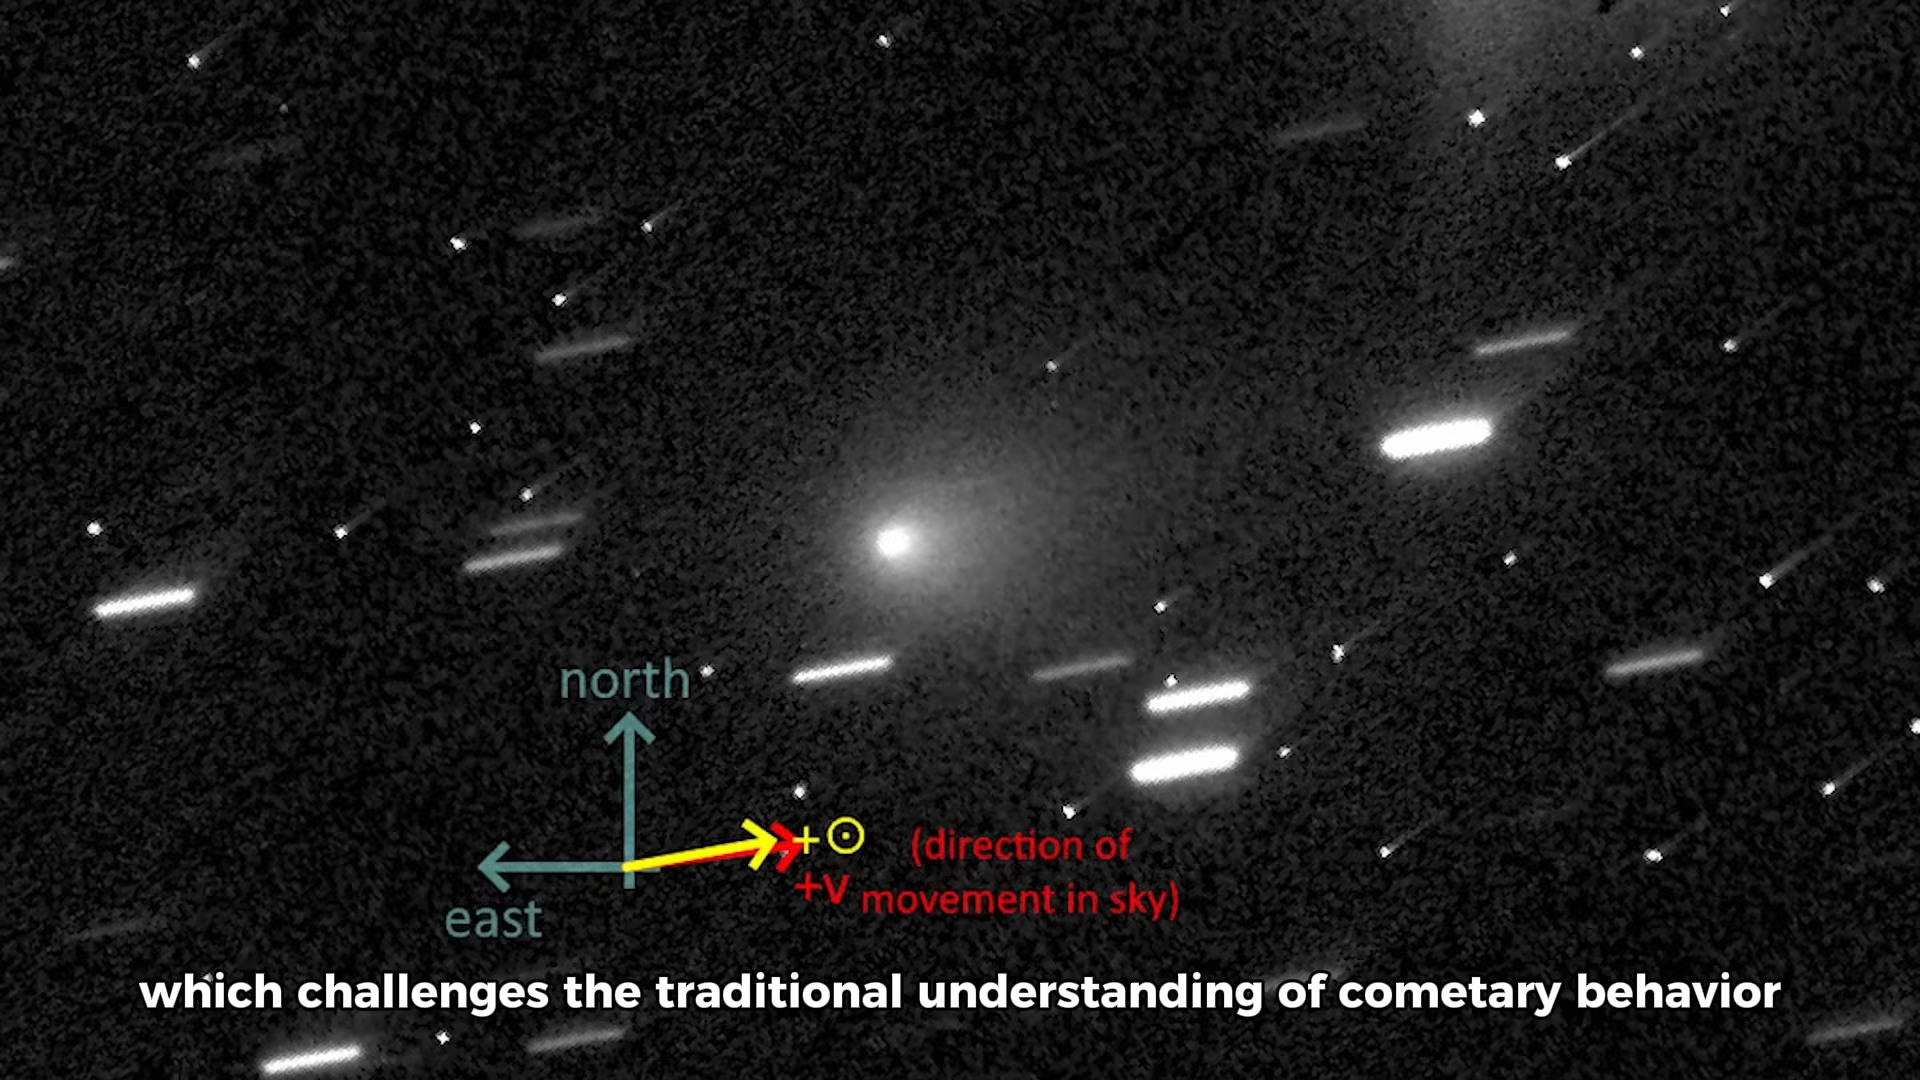 north
+⊙
(direction of
+V movement in sky)
east
which challenges the traditional understanding of cometary behavior